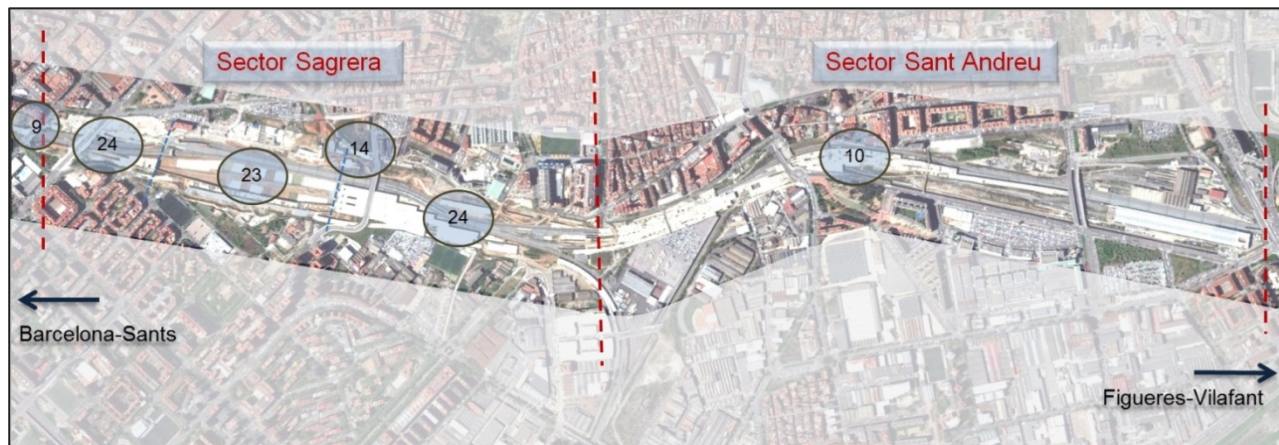 Sector Sagrera
Sector Sant Andreu
9
24
23
14
24
10
Barcelona-Sants
Figueres-Vilafant